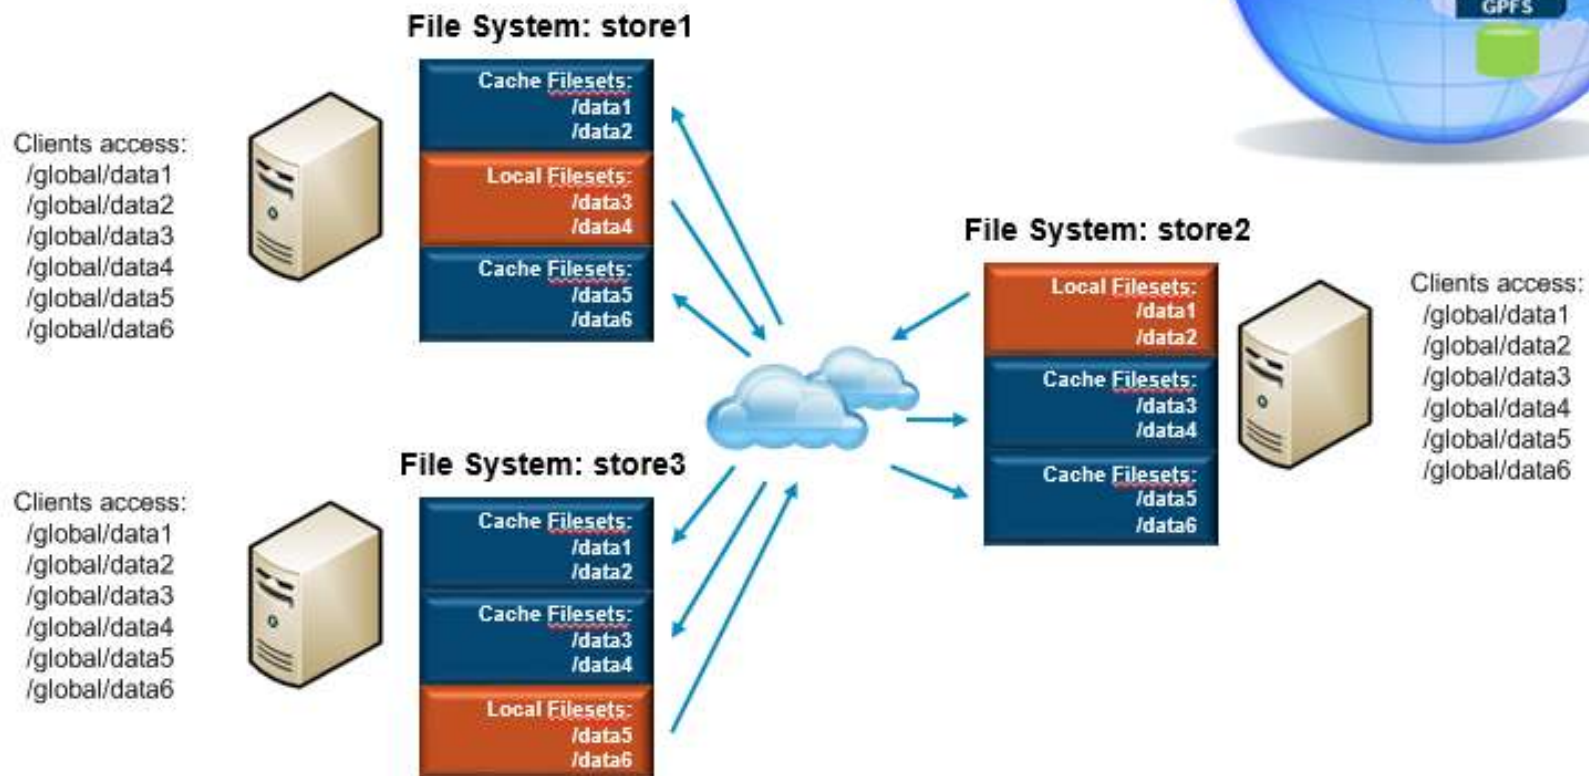 GPFS
File System: store1
Cache Filesets:
/data1
/data2
Local Filesets:
/data3
/data4
Cache Filesets:
/data5
/data6
Clients access:
/global/data1
/global/data2
/global/data3
/global/data4
/global/data5
/global/data6
File System: store2
Local Filesets:
/data1
/data2
Cache Filesets:
/data3
/data4
Cache Filesets:
/data5
/data6
Clients access:
/global/data1
/global/data2
/global/data3
/global/data4
/global/data5
/global/data6
File System: store3
Cache Filesets:
/data1
/data2
Cache Filesets:
/data3
/data4
Local Filesets:
/data5
/data6
Clients access:
/global/data1
/global/data2
/global/data3
/global/data4
/global/data5
/global/data6